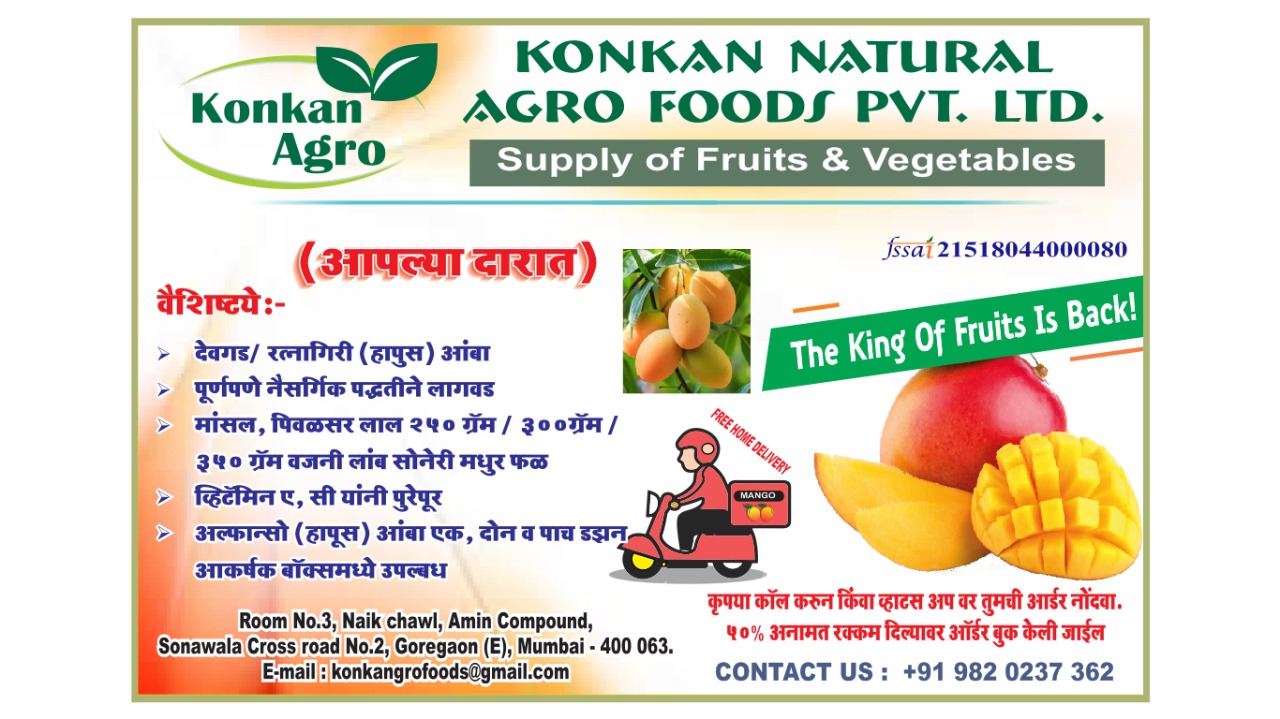 Konkan
Agro
KONKAN NATURAL
AGRO FOODS PVT. LTD.
Supply of Fruits & Vegetables
(आपल्या दारात)
fssai 21518044000080
वैशिष्टये:-
The King Of Fruits Is Back!
देवगड/ रत्नागिरी (हापुस) आंबा
पूर्णपणे नैसर्गिक पद्धतीने लागवड
मांसल, पिवळसर लाल २५० ग्रॅम / ३००ग्रॅम /
३५० ग्रॅम वजनी लांब सोनेरी मधुर फळ
व्हिटॅमिन ए, सी यांनी पुरेपूर
अल्फान्सो (हापूस) आंबा एक, दोन व पाच डझन
आकर्षक बॉक्समध्ये उपल्बध
FREE HOME DELIVERY
MANGO
कृपया कॉल करुन किंवा व्हाटस अप वर तुमची आर्डर नोंदवा.
५०% अनामत रक्कम दिल्यावर ऑर्डर बुक केली जाईल
CONTACT US : +91 982 0237 362
Room No.3, Naik chawl, Amin Compound,
Sonawala Cross road No.2, Goregaon (E), Mumbai - 400 063.
E-mail : konkangrofoods@gmail.com